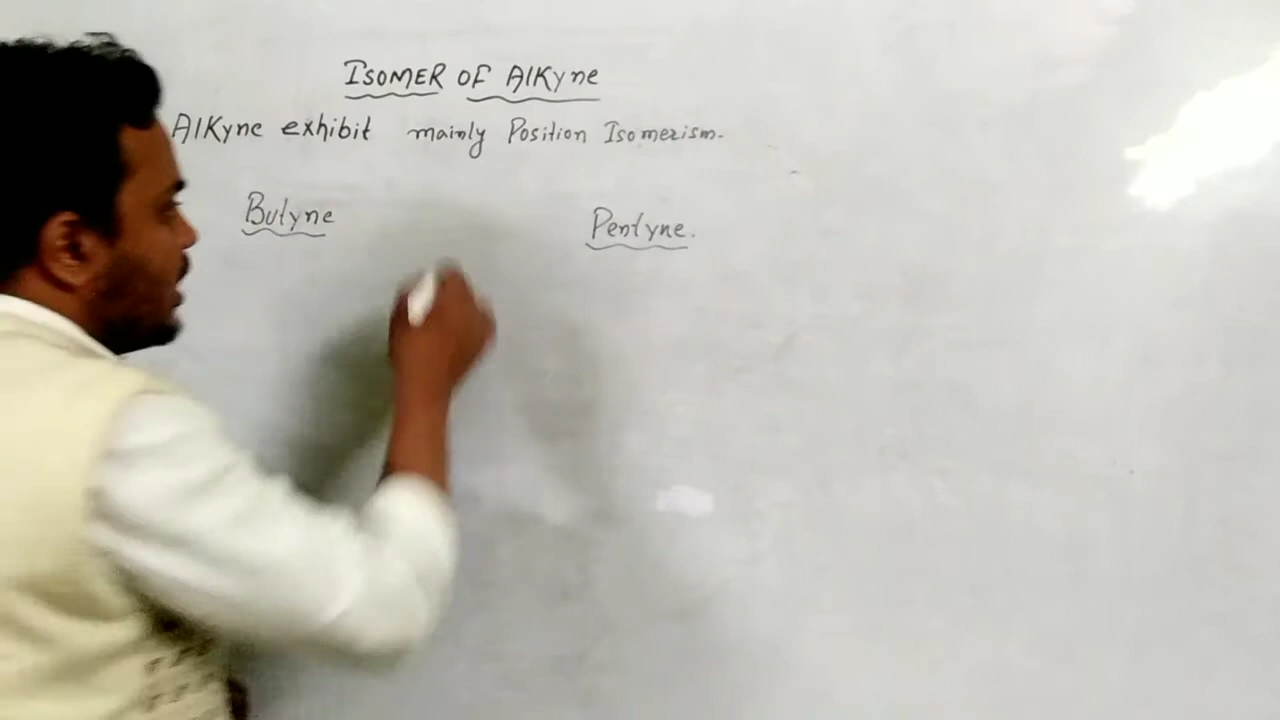 ISOMER OF Alkyne
Alkyne exhibit mainly Position Isomerism.
Butyne
Pentyne.